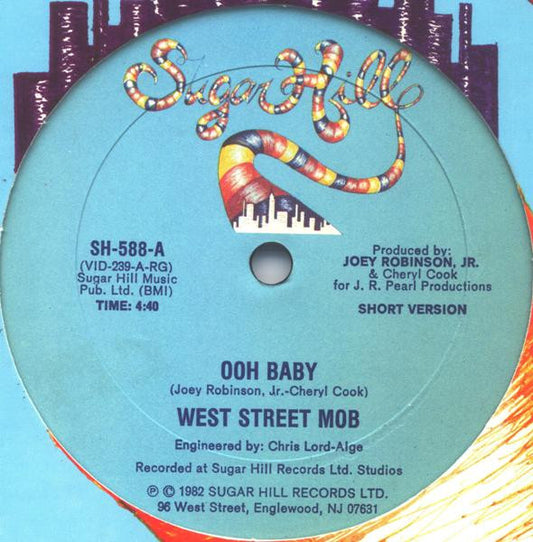 Sugar Hill
SH-588-A
(VID-239-A-RG)
Sugar Hill Music
Pub. Ltd. (BMI)
TIME: 4:40
Produced by:
JOEY ROBINSON, JR.
& Cheryl Cook
for J. R. Pearl Productions
SHORT VERSION
OOH BABY
(Joey Robinson, Jr.-Cheryl Cook)
WEST STREET MOB
Engineered by: Chris Lord-Alge
Recorded at Sugar Hill Records Ltd. Studios
℗ © 1982 SUGAR HILL RECORDS LTD.
96 West Street, Englewood, NJ 07631